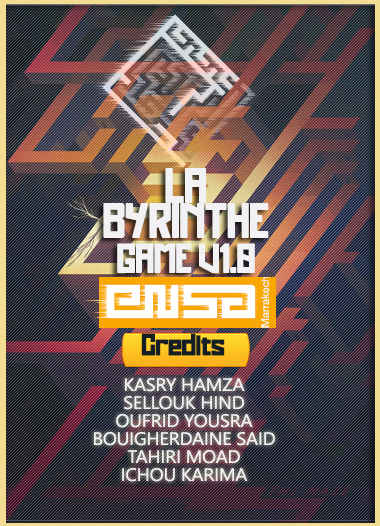 LA
BYRINTHE
GAME V1.0
ENSA
Marrakech
CredIts
KASRY HAMZA
SELLOUK HIND
OUFRID YOUSRA
BOUIGHERDAINE SAID
TAHIRI MOAD
ICHOU KARIMA